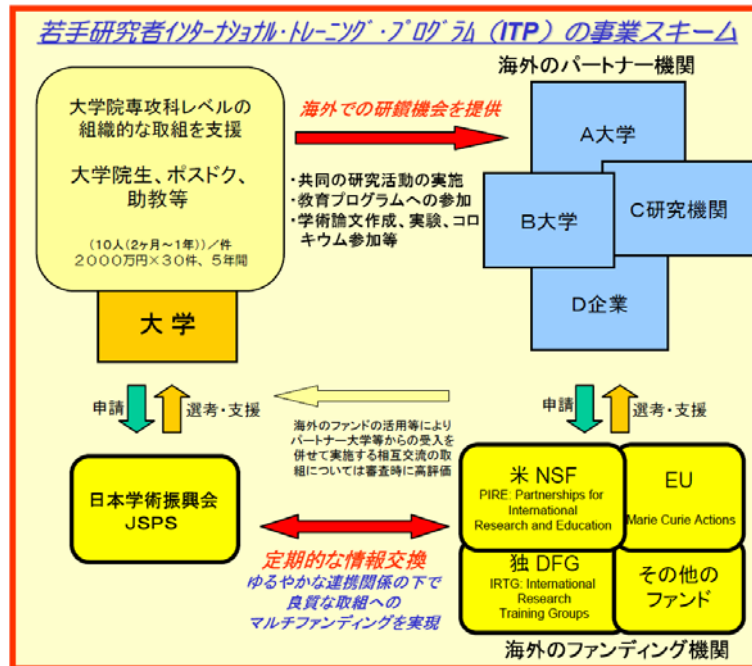 若手研究者ｲﾝﾀｰﾅｼｮﾅﾙ・ﾄﾚｰﾆﾝｸﾞ・ﾌﾟﾛｸﾞﾗﾑ（ITP）の事業スキーム
海外のパートナー機関
大学院専攻科レベルの
組織的な取組を支援
大学院生、ポスドク、
助教等
（10人（2ヶ月～1年））／件
2000万円×30件、5年間
大学
海外での研鑽機会を提供
・共同の研究活動の実施
・教育プログラムへの参加
・学術論文作成、実験、コロ
キウム参加等
A大学
B大学
C研究機関
D企業
申請
選考・支援
海外のファンドの活用等により
パートナー大学等からの受入を
併せて実施する相互交流の取
組については審査時に高評価
申請
選考・支援
日本学術振興会
JSPS
定期的な情報交換
ゆるやかな連携関係の下で
良質な取組への
マルチファンディングを実現
米 NSF
PIRE: Partnerships for
International
Research and Education
EU
Marie Curie Actions
独 DFG
IRTG: International
Research
Training Groups
その他の
ファンド
海外のファンディング機関